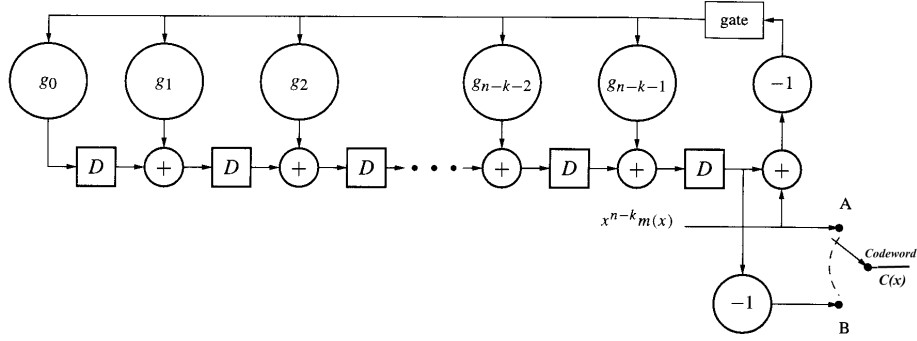 gate
g₀ g₁ g₂ gₙ₋ₖ₋₂ gₙ₋ₖ₋₁ −1
D + D + D + D + D +
xⁿ⁻ᵏm(x)
A
Codeword
C(x)
−1
B